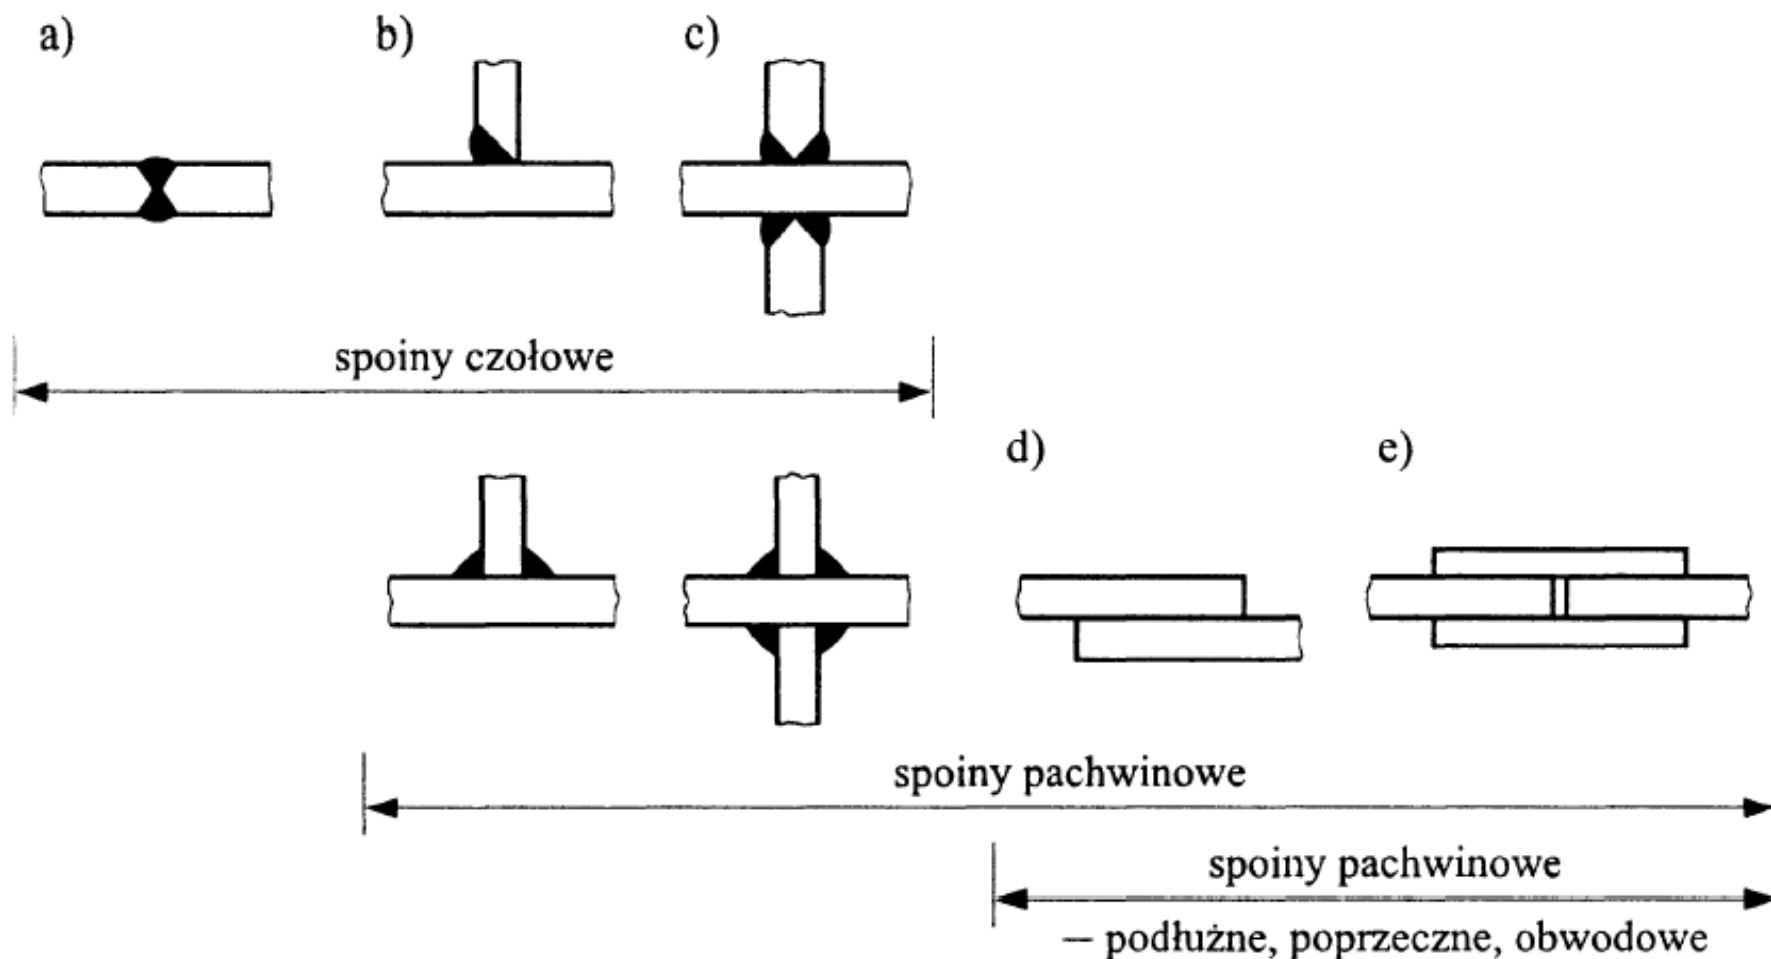 a) b) c)
spoiny czołowe
d) e)
spoiny pachwinowe
spoiny pachwinowe
– podłużne, poprzeczne, obwodowe